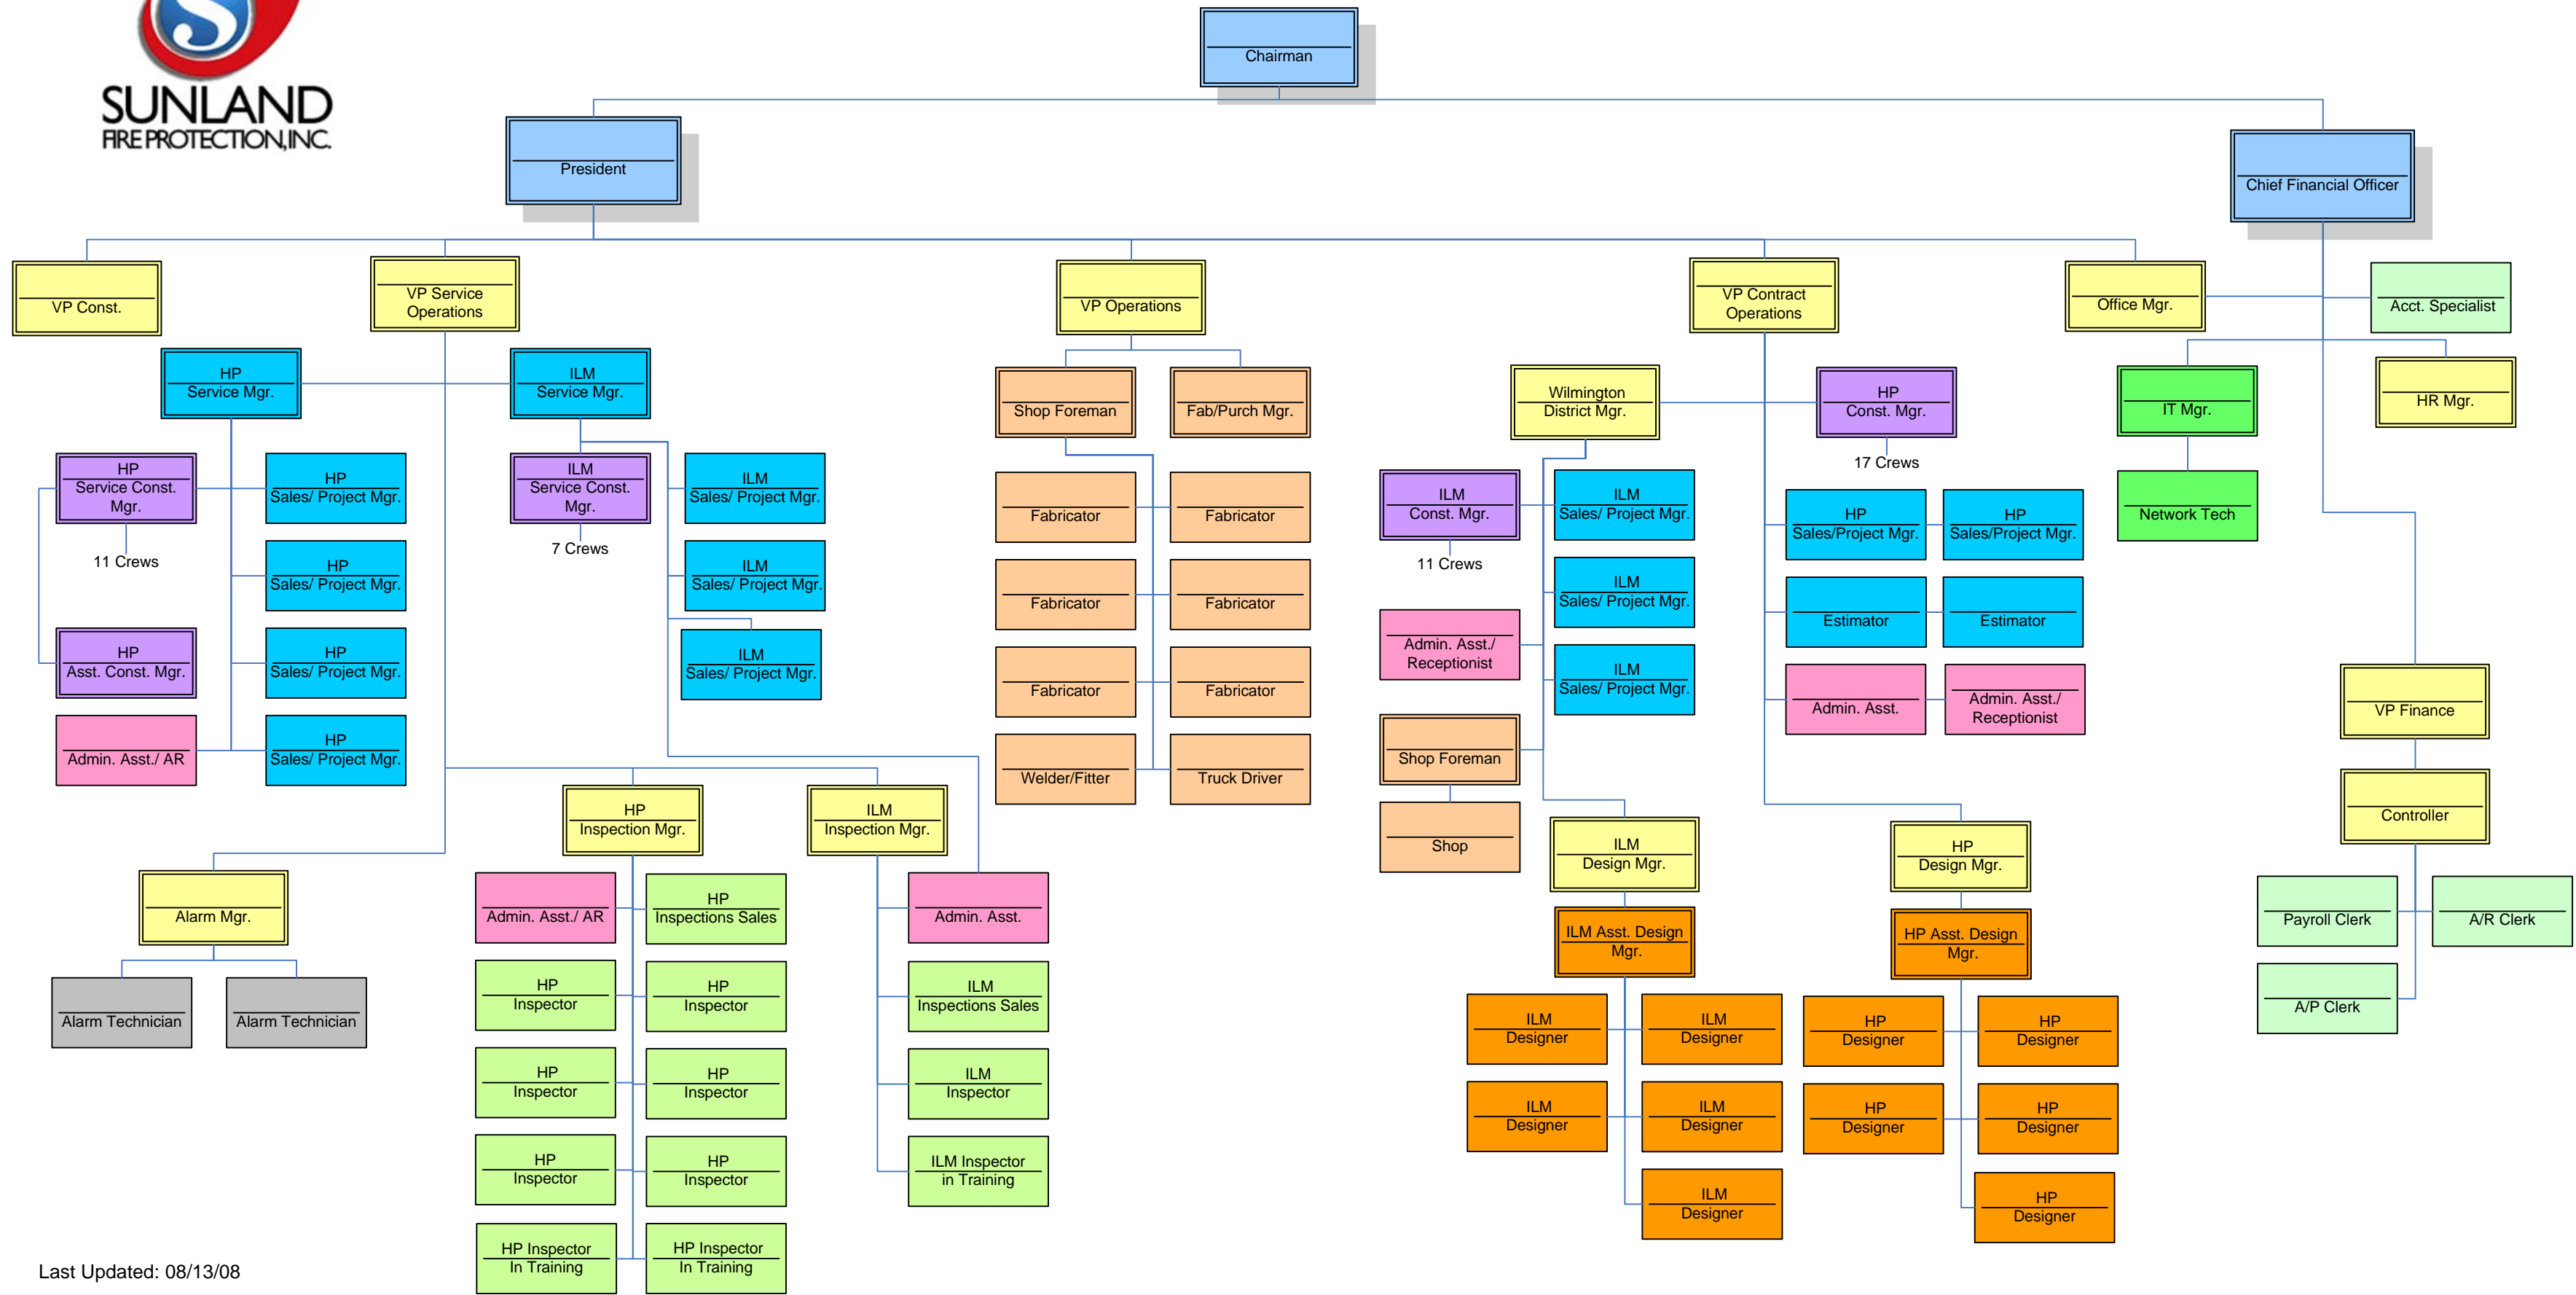 SUNLAND
FIRE PROTECTION, INC.
Chairman
President
Chief Financial Officer
VP Const.
VP Service
Operations
VP Operations
VP Contract
Operations
Office Mgr.
Acct. Specialist
HP
Service Mgr.
ILM
Service Mgr.
HP
Service Const.
Mgr.
11 Crews
HP
Asst. Const. Mgr.
Admin. Asst./ AR
HP
Sales/ Project Mgr.
HP
Sales/ Project Mgr.
HP
Sales/ Project Mgr.
HP
Sales/ Project Mgr.
ILM
Service Const.
Mgr.
7 Crews
ILM
Sales/ Project Mgr.
ILM
Sales/ Project Mgr.
ILM
Sales/ Project Mgr.
Alarm Mgr.
Alarm Technician
Alarm Technician
HP
Inspection Mgr.
ILM
Inspection Mgr.
Admin. Asst./ AR
HP
Inspections Sales
HP
Inspector
HP
Inspector
HP
Inspector
HP
Inspector
HP
Inspector
HP
Inspector
HP Inspector
In Training
HP Inspector
In Training
Admin. Asst.
ILM
Inspections Sales
ILM
Inspector
ILM Inspector
in Training
Shop Foreman
Fab/Purch Mgr.
Fabricator
Fabricator
Fabricator
Fabricator
Fabricator
Fabricator
Welder/Fitter
Truck Driver
Wilmington
District Mgr.
HP
Const. Mgr.
17 Crews
ILM
Const. Mgr.
11 Crews
ILM
Sales/ Project Mgr.
ILM
Sales/ Project Mgr.
ILM
Sales/ Project Mgr.
Admin. Asst./
Receptionist
Shop Foreman
Shop
HP
Sales/Project Mgr.
HP
Sales/Project Mgr.
Estimator
Estimator
Admin. Asst.
Admin. Asst./
Receptionist
ILM
Design Mgr.
ILM Asst. Design
Mgr.
ILM
Designer
ILM
Designer
ILM
Designer
ILM
Designer
ILM
Designer
HP
Design Mgr.
HP Asst. Design
Mgr.
HP
Designer
HP
Designer
HP
Designer
HP
Designer
HP
Designer
IT Mgr.
HR Mgr.
Network Tech
VP Finance
Controller
Payroll Clerk
A/R Clerk
A/P Clerk
Last Updated: 08/13/08